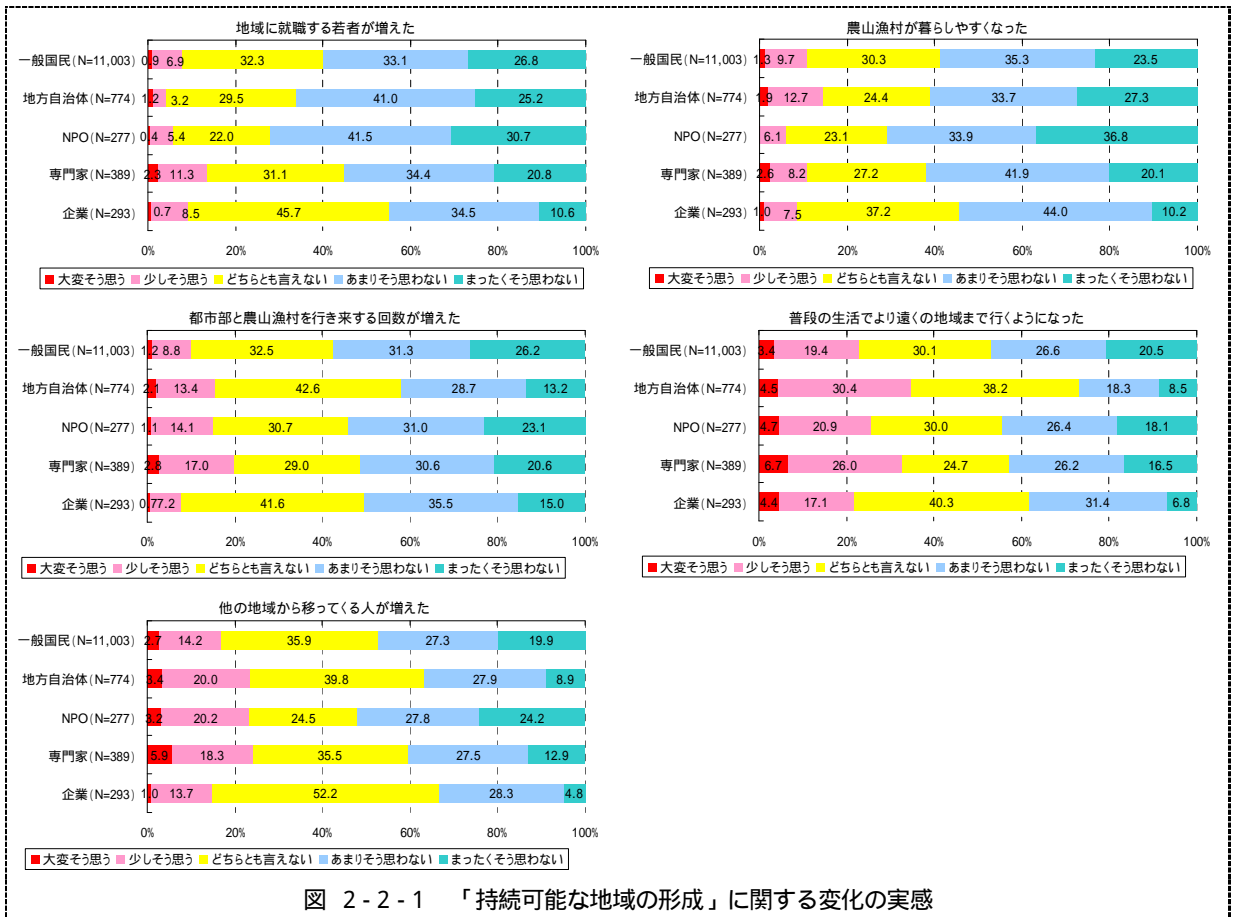 地域に就職する若者が増えた
一般国民(N=11,003) 0.9 6.9 32.3 33.1 26.8
地方自治体(N=774) 1.2 3.2 29.5 41.0 25.2
NPO(N=277) 0.4 5.4 22.0 41.5 30.7
専門家(N=389) 2.3 11.3 31.1 34.4 20.8
企業(N=293) 0.7 8.5 45.7 34.5 10.6
0% 20% 40% 60% 80% 100%
大変そう思う 少しそう思う どちらとも言えない あまりそう思わない まったくそう思わない
農山漁村が暮らしやすくなった
一般国民(N=11,003) 1.3 9.7 30.3 35.3 23.5
地方自治体(N=774) 1.9 12.7 24.4 33.7 27.3
NPO(N=277) 6.1 23.1 33.9 36.8
専門家(N=389) 2.6 8.2 27.2 41.9 20.1
企業(N=293) 1.0 7.5 37.2 44.0 10.2
0% 20% 40% 60% 80% 100%
大変そう思う 少しそう思う どちらとも言えない あまりそう思わない まったくそう思わない
都市部と農山漁村を行き来する回数が増えた
一般国民(N=11,003) 1.2 8.8 32.5 31.3 26.2
地方自治体(N=774) 2.1 13.4 42.6 28.7 13.2
NPO(N=277) 1.1 14.1 30.7 31.0 23.1
専門家(N=389) 2.8 17.0 29.0 30.6 20.6
企業(N=293) 0.7 7.2 41.6 35.5 15.0
0% 20% 40% 60% 80% 100%
大変そう思う 少しそう思う どちらとも言えない あまりそう思わない まったくそう思わない
普段の生活でより遠くの地域まで行くようになった
一般国民(N=11,003) 3.4 19.4 30.1 26.6 20.5
地方自治体(N=774) 4.5 30.4 38.2 18.3 8.5
NPO(N=277) 4.7 20.9 30.0 26.4 18.1
専門家(N=389) 6.7 26.0 24.7 26.2 16.5
企業(N=293) 4.4 17.1 40.3 31.4 6.8
0% 20% 40% 60% 80% 100%
大変そう思う 少しそう思う どちらとも言えない あまりそう思わない まったくそう思わない
他の地域から移ってくる人が増えた
一般国民(N=11,003) 2.7 14.2 35.9 27.3 19.9
地方自治体(N=774) 3.4 20.0 39.8 27.9 8.9
NPO(N=277) 3.2 20.2 24.5 27.8 24.2
専門家(N=389) 5.9 18.3 35.5 27.5 12.9
企業(N=293) 1.0 13.7 52.2 28.3 4.8
0% 20% 40% 60% 80% 100%
大変そう思う 少しそう思う どちらとも言えない あまりそう思わない まったくそう思わない
図 2-2-1 「持続可能な地域の形成」に関する変化の実感